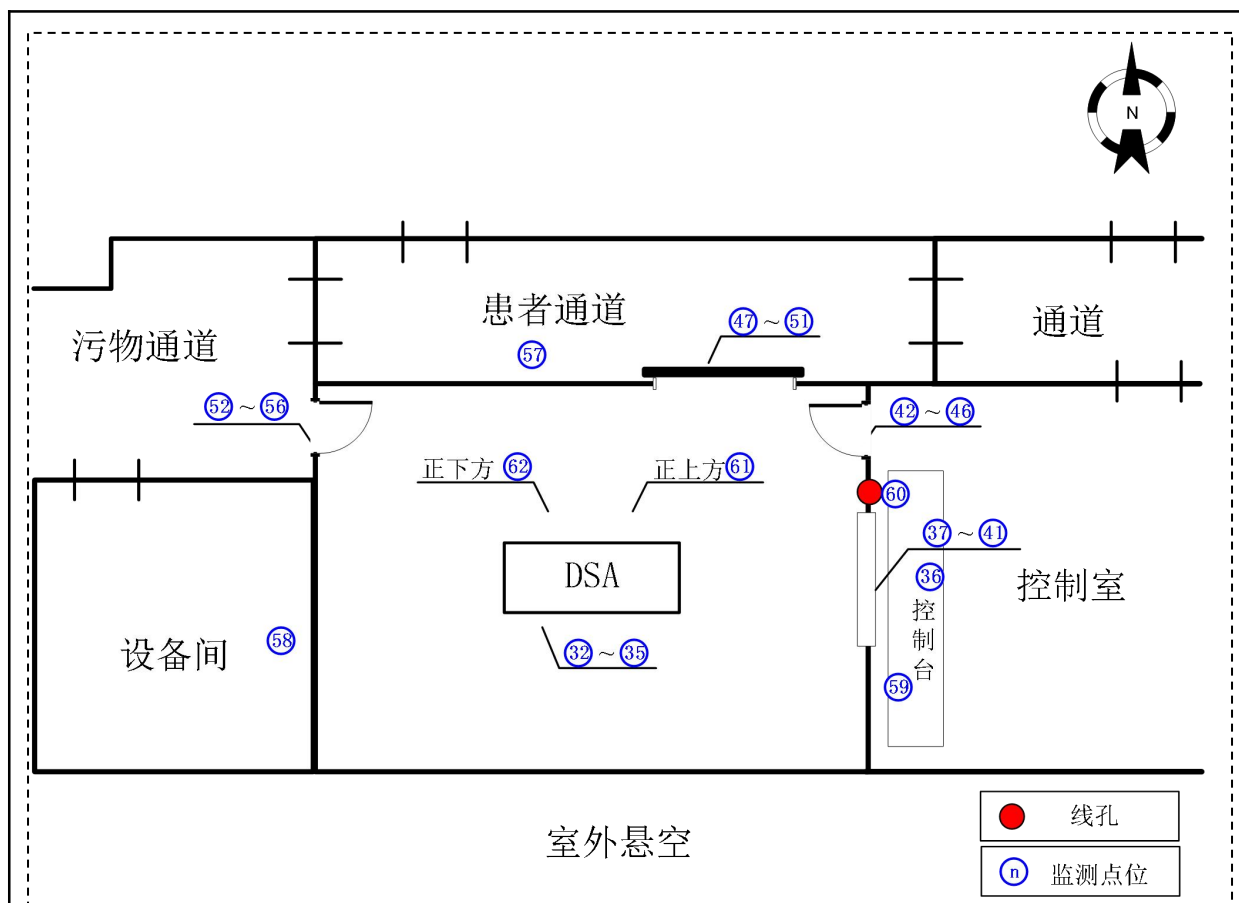 N
患者通道
通道
污物通道
㊼～51
57
52～56
㊷～㊻
正下方 62
正上方 61
60
㊲～㊶
DSA
㊱
控制室
控制台
设备间
58
㉜～㉟
59
室外悬空
线孔
n 监测点位